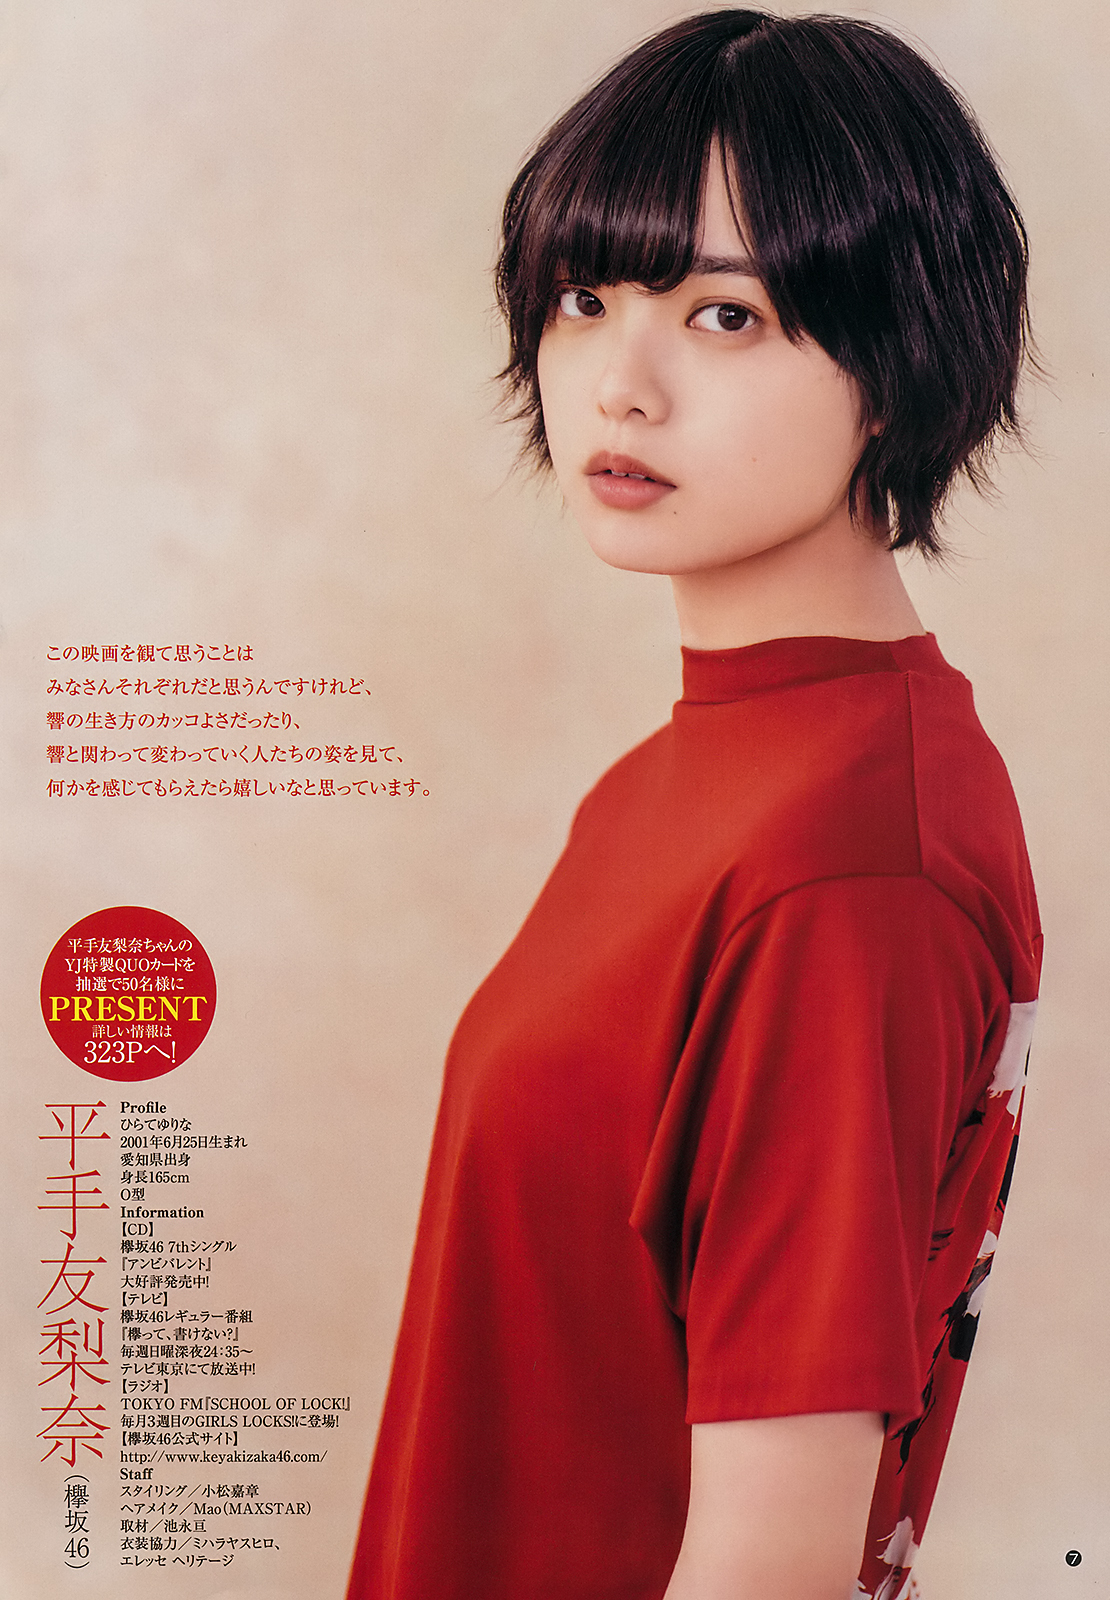 この映画を観て思うことは
みなさんそれぞれだと思うんですけれど、
響の生き方のカッコよさだったり、
響と関わって変わっていく人たちの姿を見て、
何かを感じてもらえたら嬉しいなと思っています。
平手友梨奈ちゃんの
YJ特製QUOカードを
抽選で50名様に
PRESENT
詳しい情報は
323Pへ!
平手友梨奈(欅坂46)
Profile
ひらてゆりな
2001年6月25日生まれ
愛知県出身
身長165cm
O型
Information
【CD】
欅坂46 7thシングル
『アンビバレント』
大好評発売中!
【テレビ】
欅坂46レギュラー番組
『欅って、書けない?』
毎週日曜深夜24:35〜
テレビ東京にて放送中!
【ラジオ】
TOKYO FM『SCHOOL OF LOCK!』
毎月3週目のGIRLS LOCKS!に登場!
【欅坂46公式サイト】
http://www.keyakizaka46.com/
Staff
スタイリング/小松嘉章
ヘアメイク/Mao(MAXSTAR)
取材/池永亘
衣装協力/ミハラヤスヒロ、
エレッセ ヘリテージ
7